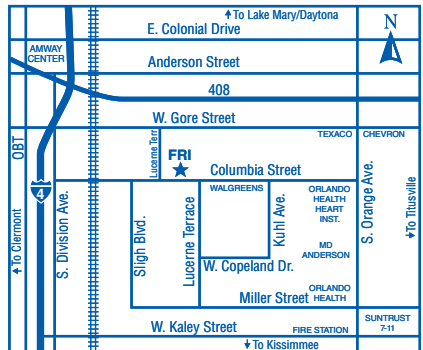 To Lake Mary/Daytona
N
E. Colonial Drive
AMWAY
CENTER
Anderson Street
408
W. Gore Street
TEXACO
CHEVRON
OBT
Lucerne Terr
FRI
Columbia Street
4
WALGREENS
ORLANDO
HEALTH
HEART
INST.
S. Orange Ave.
To Titusville
To Clermont
S. Division Ave.
Sligh Blvd.
Lucerne Terrace
Kuhl Ave.
MD
ANDERSON
W. Copeland Dr.
Miller Street
ORLANDO
HEALTH
W. Kaley Street
FIRE STATION
SUNTRUST
7-11
To Kissimmee